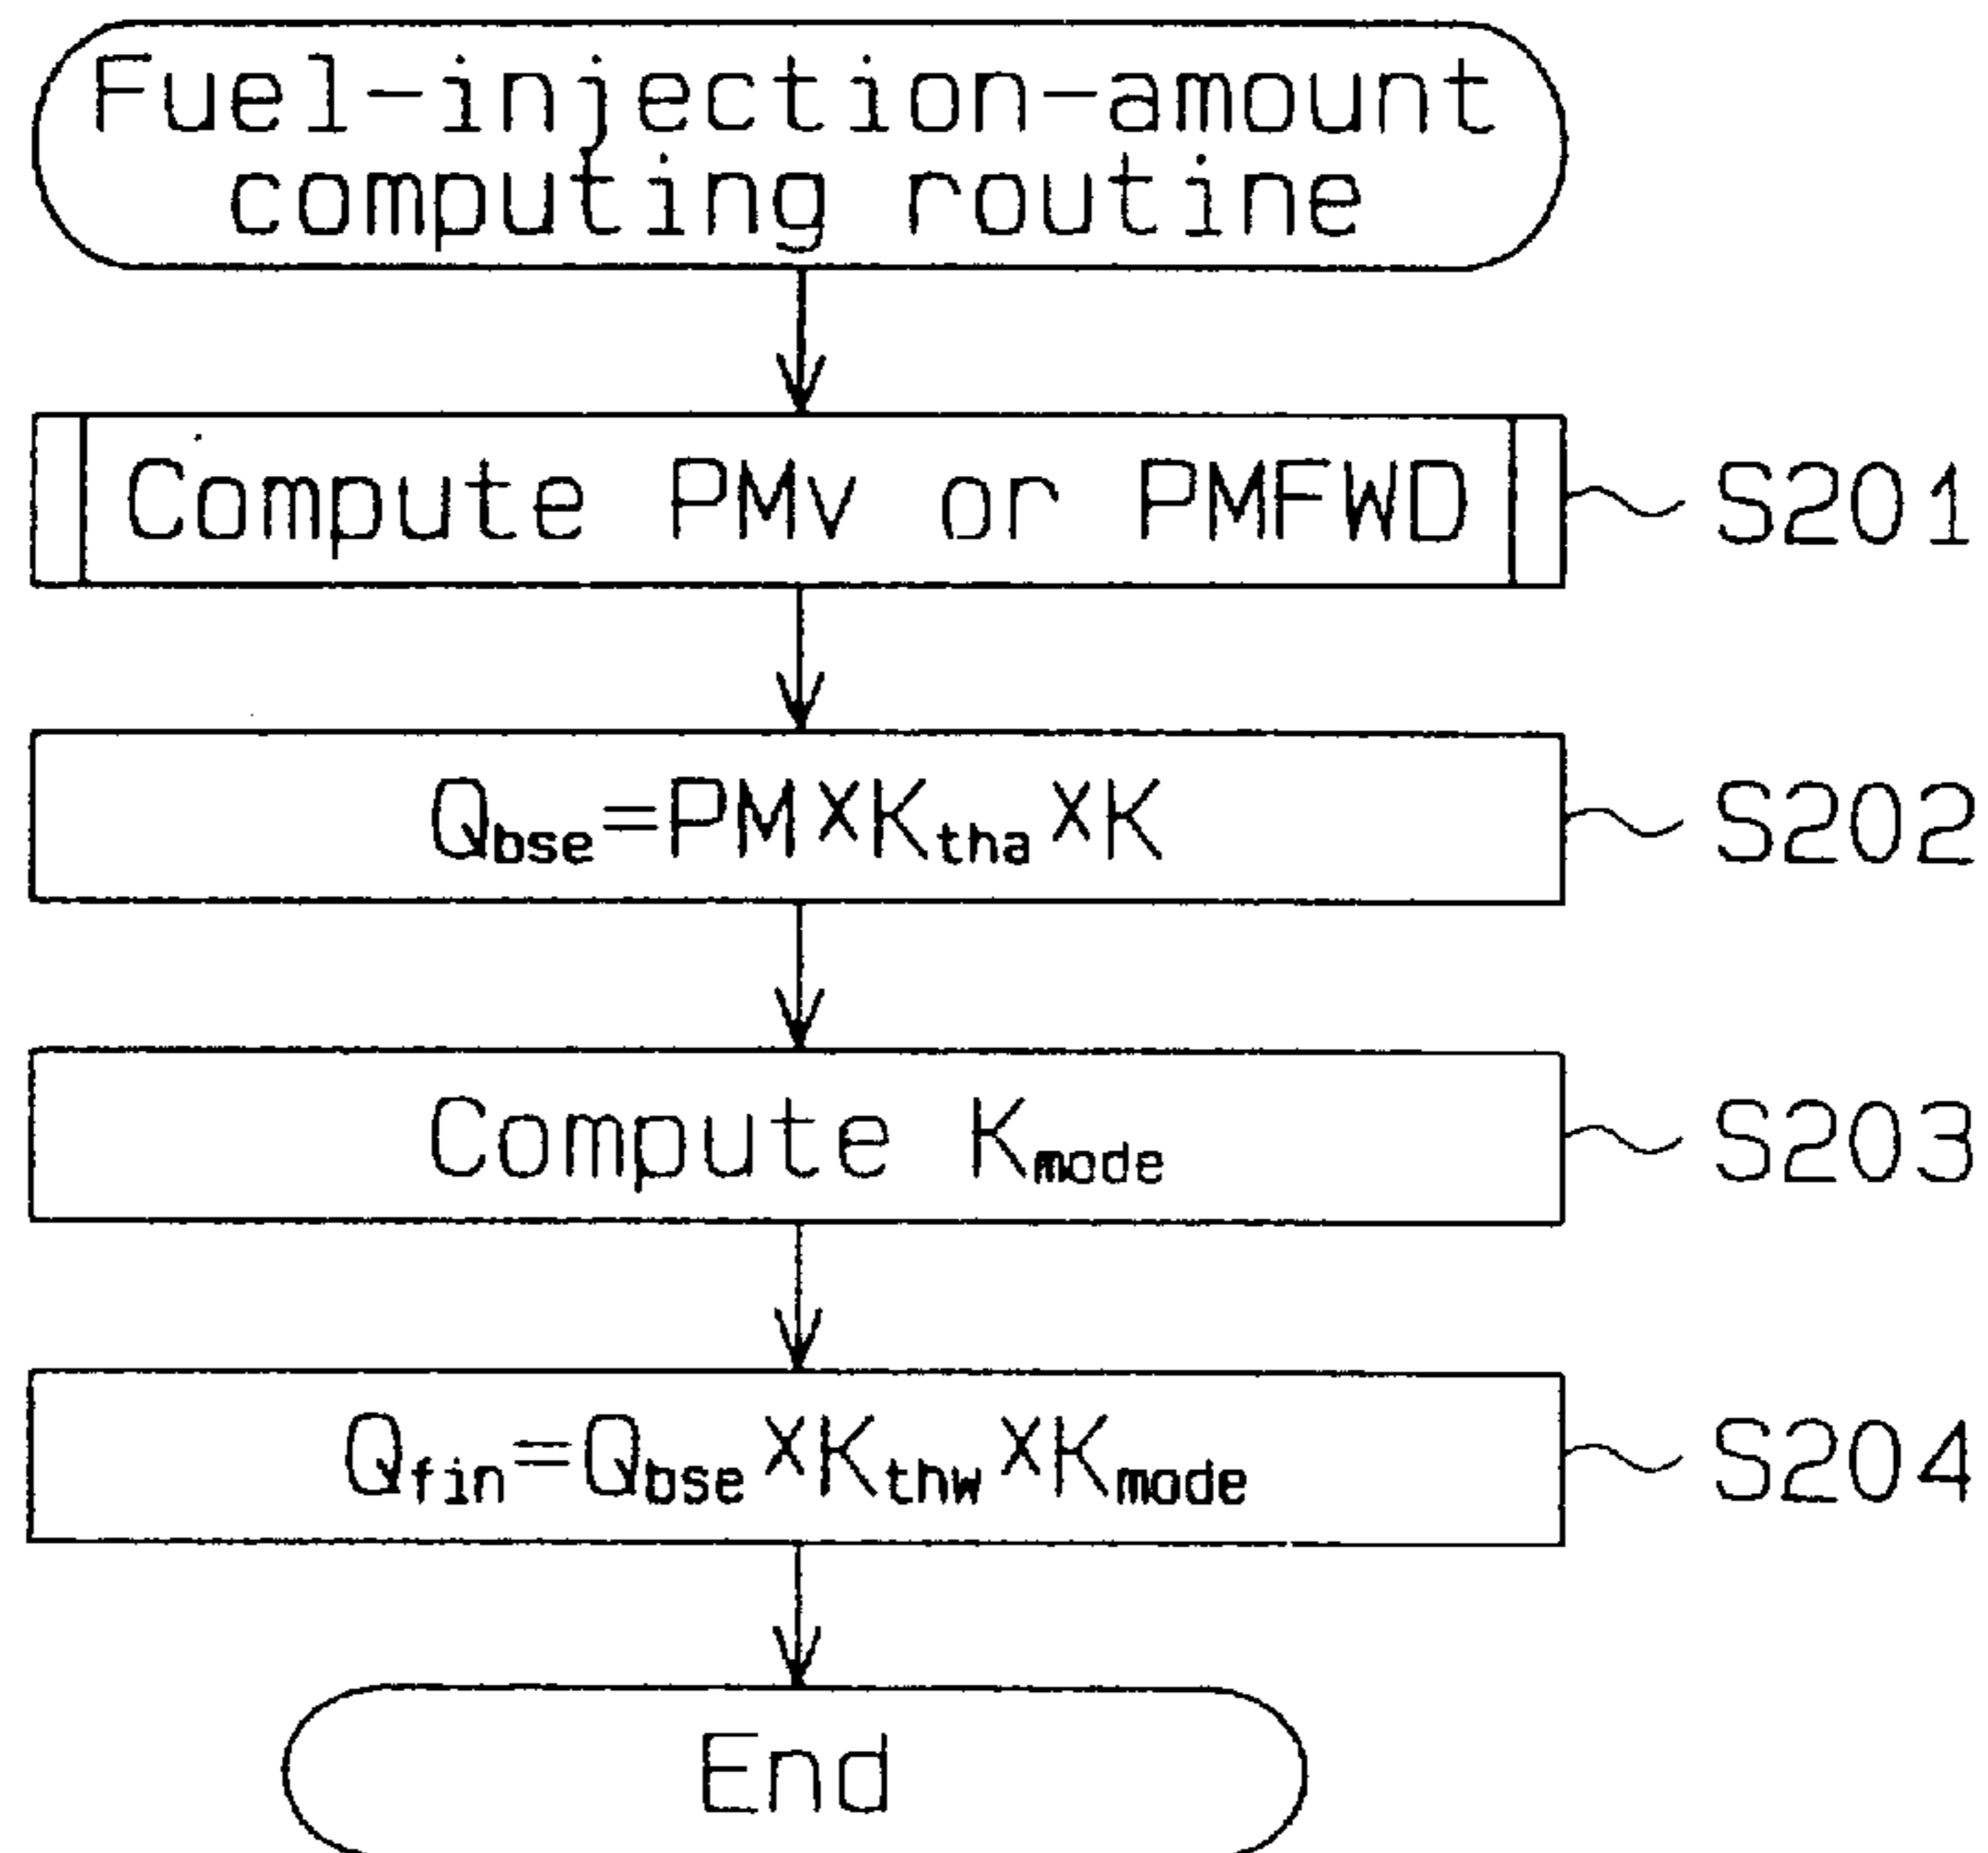 Fuel-injection-amount
computing routine
Compute PMv or PMFWD
S201
Qbse=PM×Ktha×K
S202
Compute Kmode
S203
Qfin=Qbse×Kthw×Kmode
S204
End